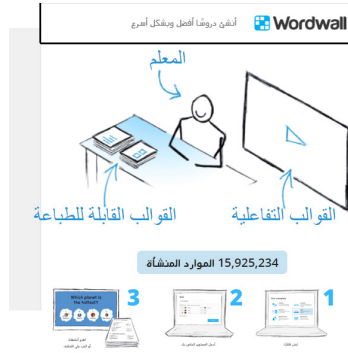 Wordwall أنشئ دروسًا أفضل وبشكل أسرع
المعلم
القوالب التفاعلية
القوالب القابلة للطباعة
15,925,234 الموارد المنشأة
1
2
3
Which planet is
the hottest?